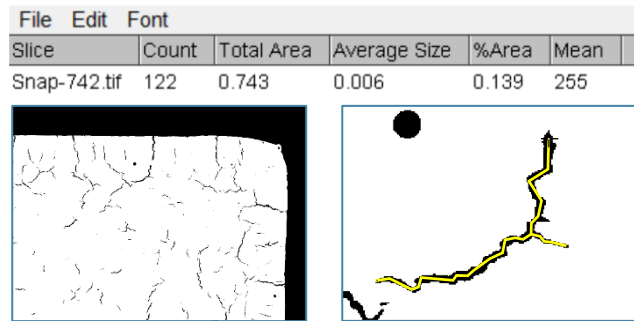 File Edit Font
Slice Count Total Area Average Size %Area Mean
Snap-742.tif 122 0.743 0.006 0.139 255